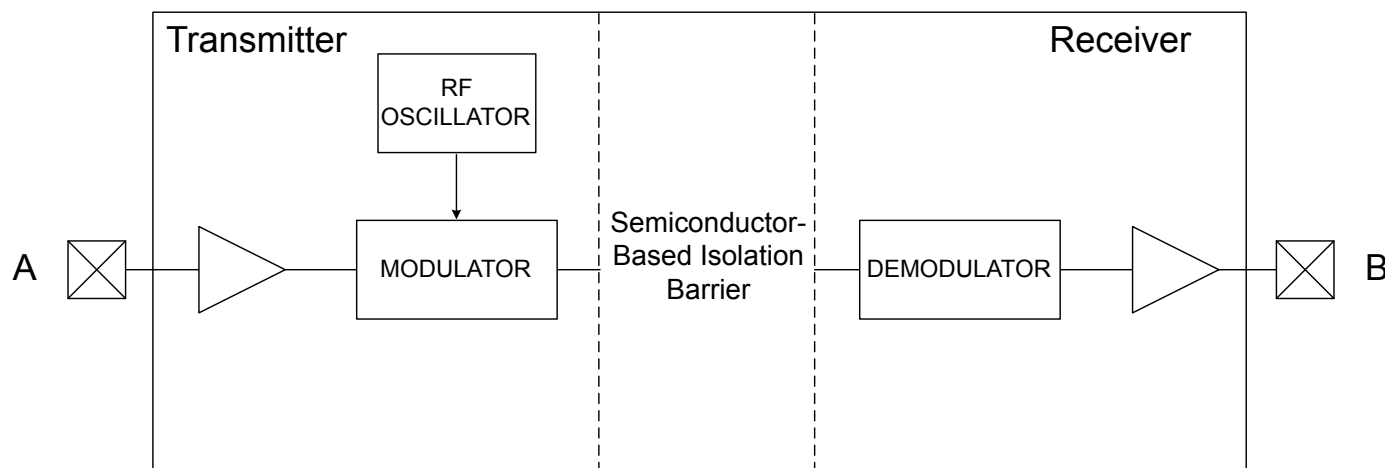 Transmitter
Receiver
RF
OSCILLATOR
A
MODULATOR
Semiconductor-
Based Isolation
Barrier
DEMODULATOR
B